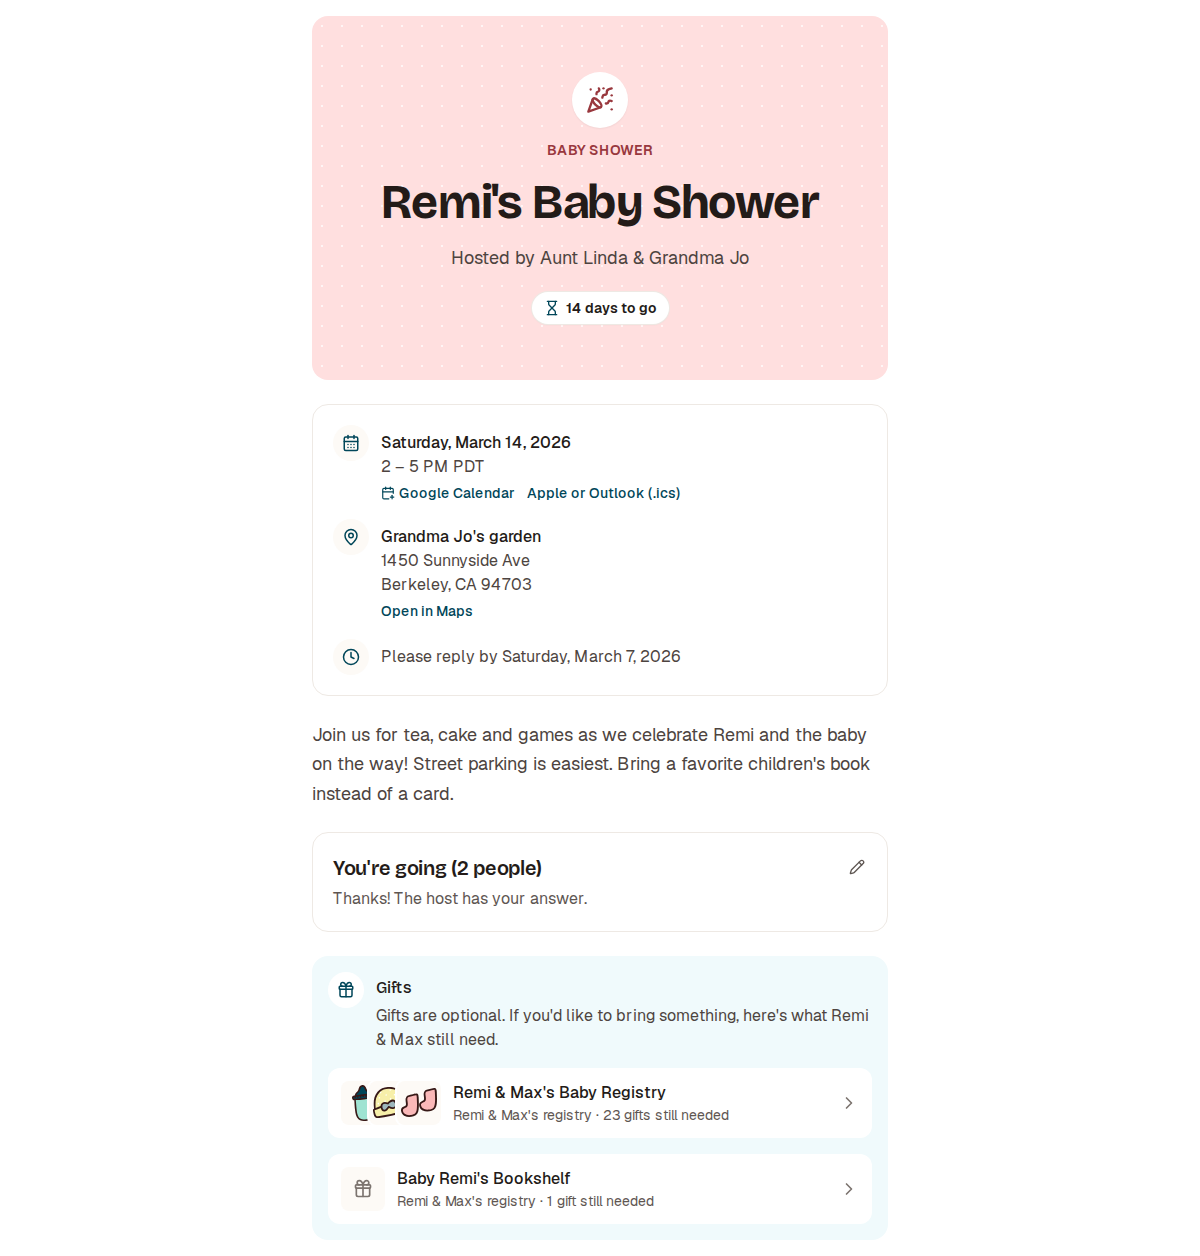 BABY SHOWER
Remi's Baby Shower
Hosted by Aunt Linda & Grandma Jo
14 days to go
Saturday, March 14, 2026
2 – 5 PM PDT
Google Calendar Apple or Outlook (.ics)
Grandma Jo's garden
1450 Sunnyside Ave
Berkeley, CA 94703
Open in Maps
Please reply by Saturday, March 7, 2026
Join us for tea, cake and games as we celebrate Remi and the baby
on the way! Street parking is easiest. Bring a favorite children's book
instead of a card.
You're going (2 people)
Thanks! The host has your answer.
Gifts
Gifts are optional. If you'd like to bring something, here's what Remi
& Max still need.
Remi & Max's Baby Registry
Remi & Max's registry · 23 gifts still needed
Baby Remi's Bookshelf
Remi & Max's registry · 1 gift still needed